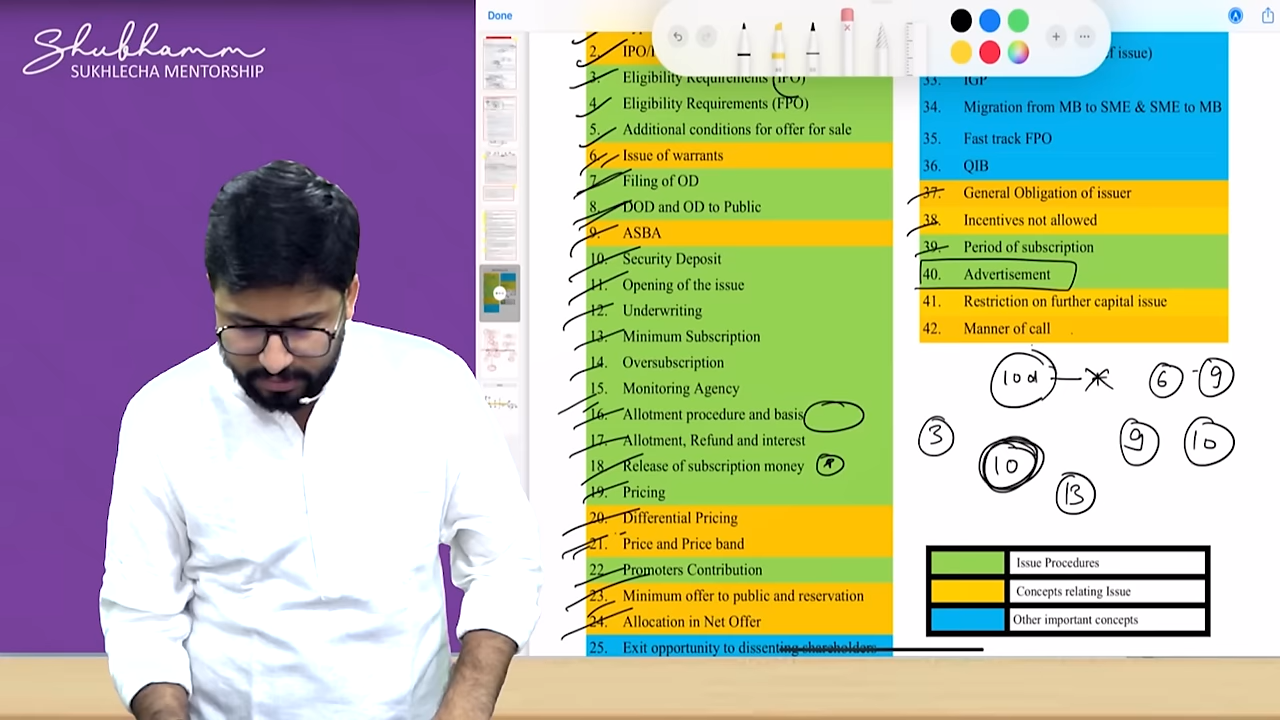 Shubhamm
SUKHLECHA MENTORSHIP
Done
2. IPO/
3. Eligibility Requirements (IPO)
4. Eligibility Requirements (FPO)
5. Additional conditions for offer for sale
6. Issue of warrants
7. Filing of OD
8. DOD and OD to Public
9. ASBA
10. Security Deposit
11. Opening of the issue
12. Underwriting
13. Minimum Subscription
14. Oversubscription
15. Monitoring Agency
16. Allotment procedure and basis
17. Allotment, Refund and interest
18 Release of subscription money
19. Pricing
20. Differential Pricing
21. Price and Price band
22 Promoters Contribution
23. Minimum offer to public and reservation
24. Allocation in Net Offer
25. Exit opportunity to dissenting shareholders
of issue)
33. IGP
34. Migration from MB to SME & SME to MB
35. Fast track FPO
36. QIB
37. General Obligation of issuer
38. Incentives not allowed
39. Period of subscription
40. Advertisement
41. Restriction on further capital issue
42. Manner of call
10d
6 - 9
3
10
13
9
10
Issue Procedures
Concepts relating Issue
Other important concepts